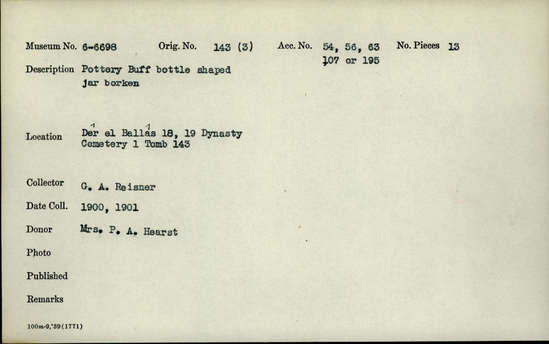 Museum No. 6-6698 Orig. No. 143 (3) Acc. No. 54, 56, 63 No. Pieces 13
107 or 195
Description Pottery Buff bottle shaped
jar borken
Location Dêr el Ballâs 18, 19 Dynasty
Cemetery 1 Tomb 143
Collector G. A. Reisner
Date Coll. 1900, 1901
Donor Mrs. P. A. Hearst
Photo
Published
Remarks
100m-9,'39(1771)